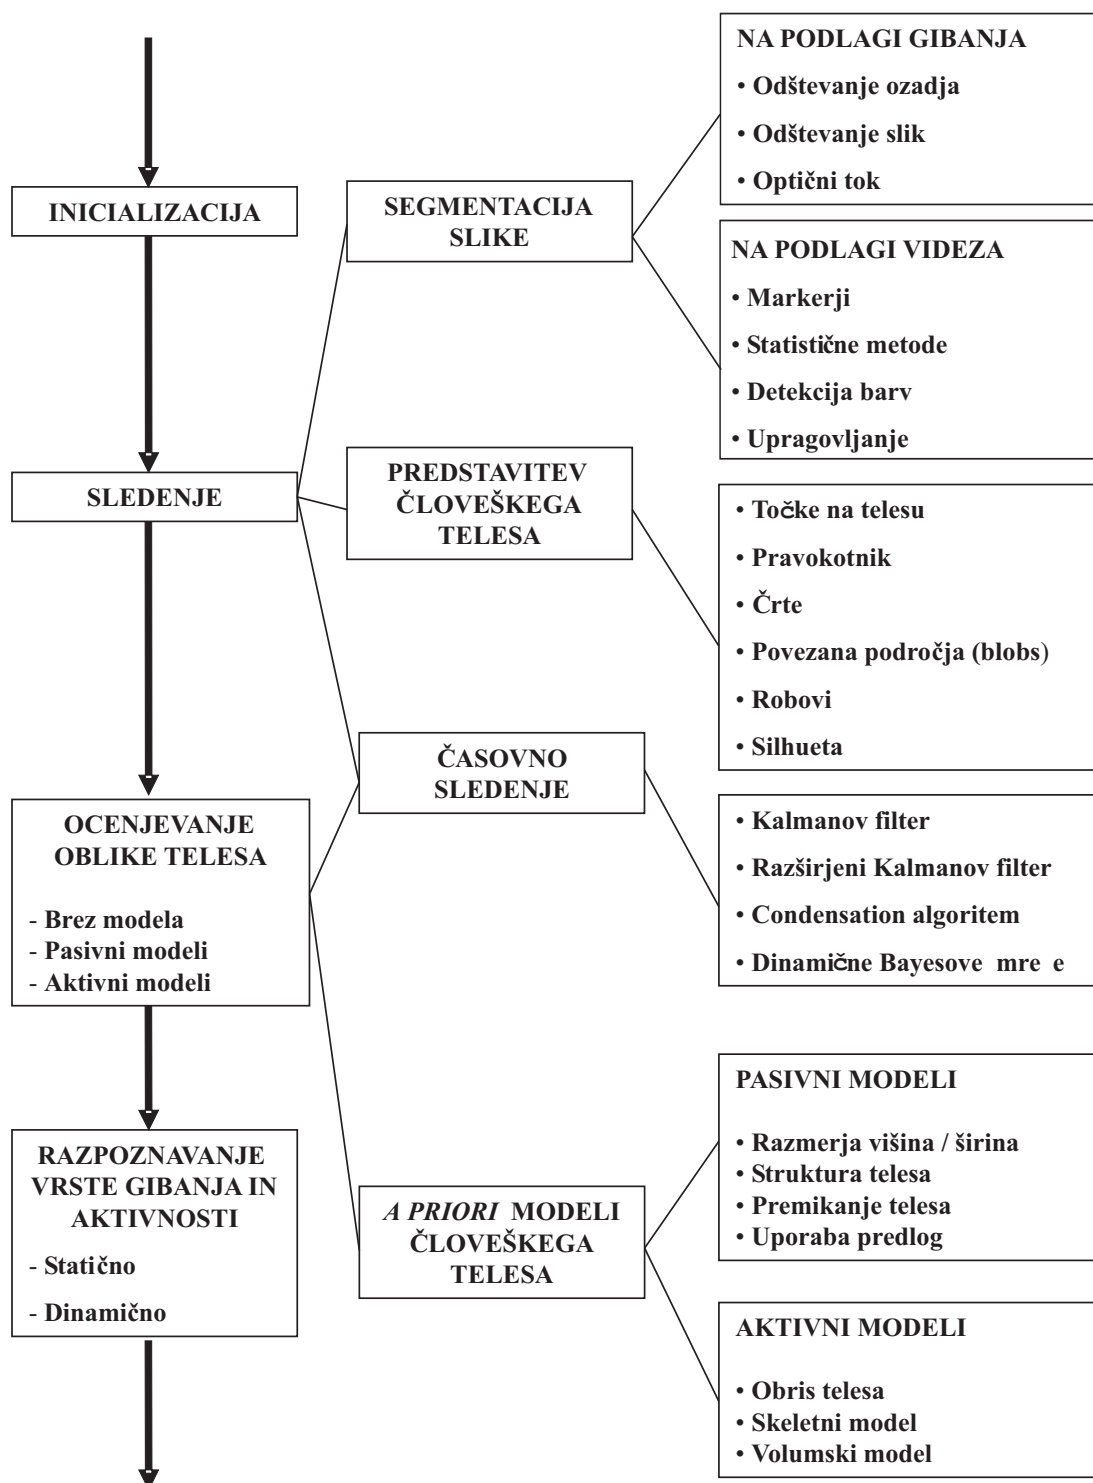 INICIALIZACIJA
SLEDENJE
OCENJEVANJE
OBLIKE TELESA
- Brez modela
- Pasivni modeli
- Aktivni modeli
RAZPOZNAVANJE
VRSTE GIBANJA IN
AKTIVNOSTI
- Statično
- Dinamično
SEGMENTACIJA
SLIKE
PREDSTAVITEV
ČLOVEŠKEGA
TELESA
ČASOVNO
SLEDENJE
A PRIORI MODELI
ČLOVEŠKEGA
TELESA
NA PODLAGI GIBANJA
• Odštevanje ozadja
• Odštevanje slik
• Optični tok
NA PODLAGI VIDEZA
• Markerji
• Statistične metode
• Detekcija barv
• Upragovljanje
• Točke na telesu
• Pravokotnik
• Črte
• Povezana področja (blobs)
• Robovi
• Silhueta
• Kalmanov filter
• Razširjeni Kalmanov filter
• Condensation algoritem
• Dinamične Bayesove mre e
PASIVNI MODELI
• Razmerja višina / širina
• Struktura telesa
• Premikanje telesa
• Uporaba predlog
AKTIVNI MODELI
• Obris telesa
• Skeletni model
• Volumski model